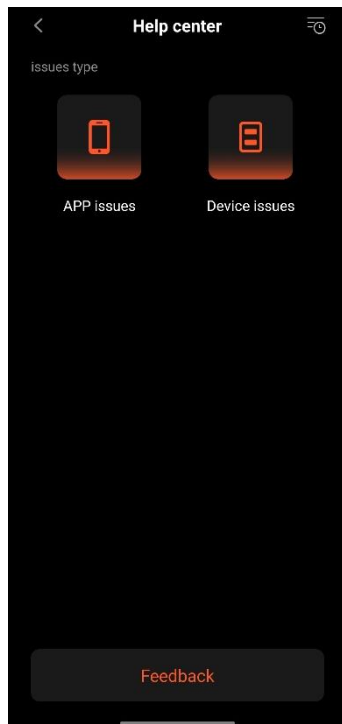 Help center
issues type
APP issues
Device issues
Feedback